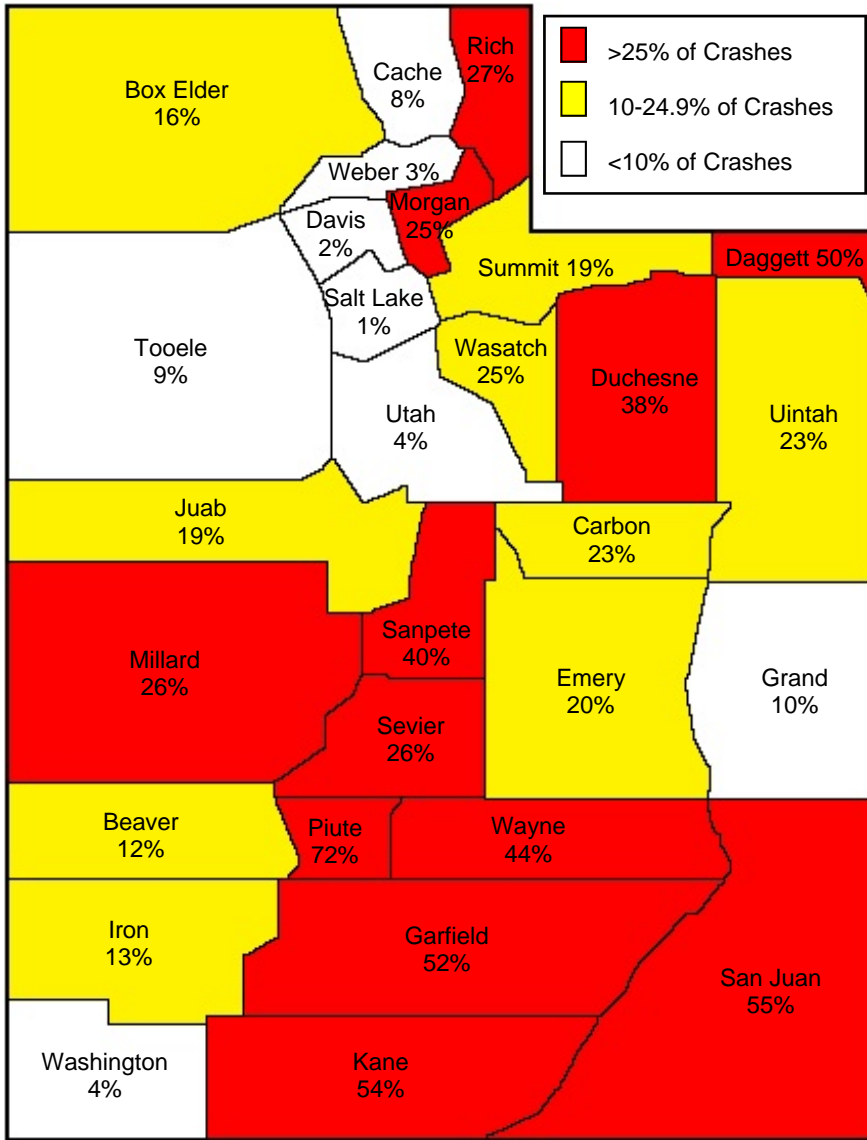 Rich
27%
>25% of Crashes
10-24.9% of Crashes
<10% of Crashes
Cache
8%
Box Elder
16%
Weber 3%
Morgan
25%
Davis
2%
Summit 19%
Daggett 50%
Salt Lake
1%
Tooele
9%
Wasatch
25%
Duchesne
38%
Uintah
23%
Utah
4%
Juab
19%
Carbon
23%
Sanpete
40%
Millard
26%
Emery
20%
Grand
10%
Sevier
26%
Beaver
12%
Piute
72%
Wayne
44%
Iron
13%
Garfield
52%
San Juan
55%
Washington
4%
Kane
54%